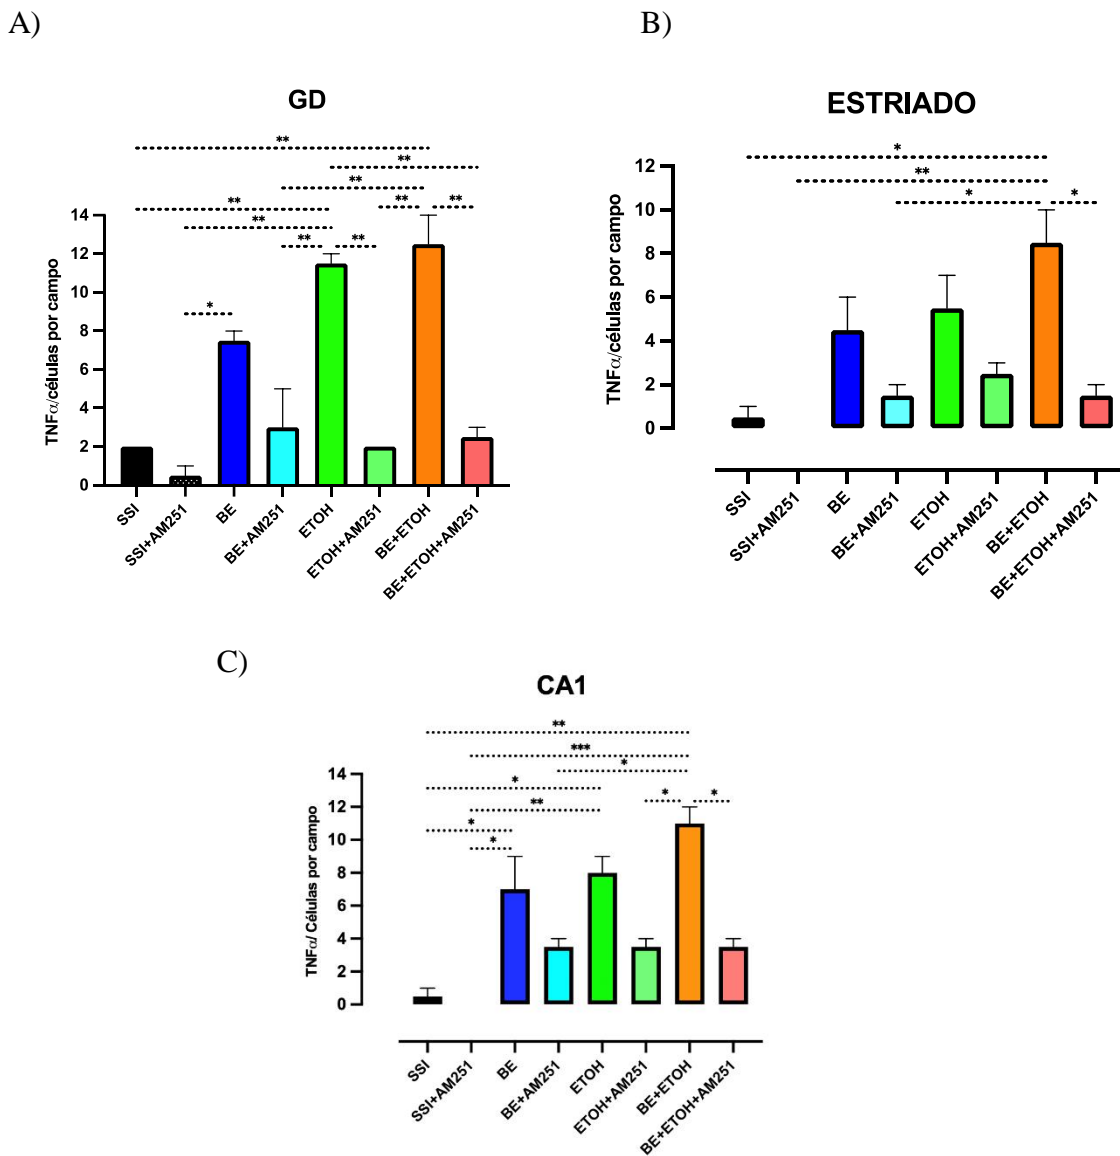 A)
GD
**
**
**
**
**
**
**
**
**
*
14
12
10
8
6
4
2
0
TNFα/células por campo
SSI
SSI+AM251
BE
BE+AM251
ETOH
ETOH+AM251
BE+ETOH
BE+ETOH+AM251
B)
ESTRIADO
*
**
*
*
12
10
8
6
4
2
0
TNFα/células por campo
SSI
SSI+AM251
BE
BE+AM251
ETOH
ETOH+AM251
BE+ETOH
BE+ETOH+AM251
C)
CA1
**
***
*
*
*
*
**
*
*
14
12
10
8
6
4
2
0
TNFα/ Células por campo
SSI
SSI+AM251
BE
BE+AM251
ETOH
ETOH+AM251
BE+ETOH
BE+ETOH+AM251